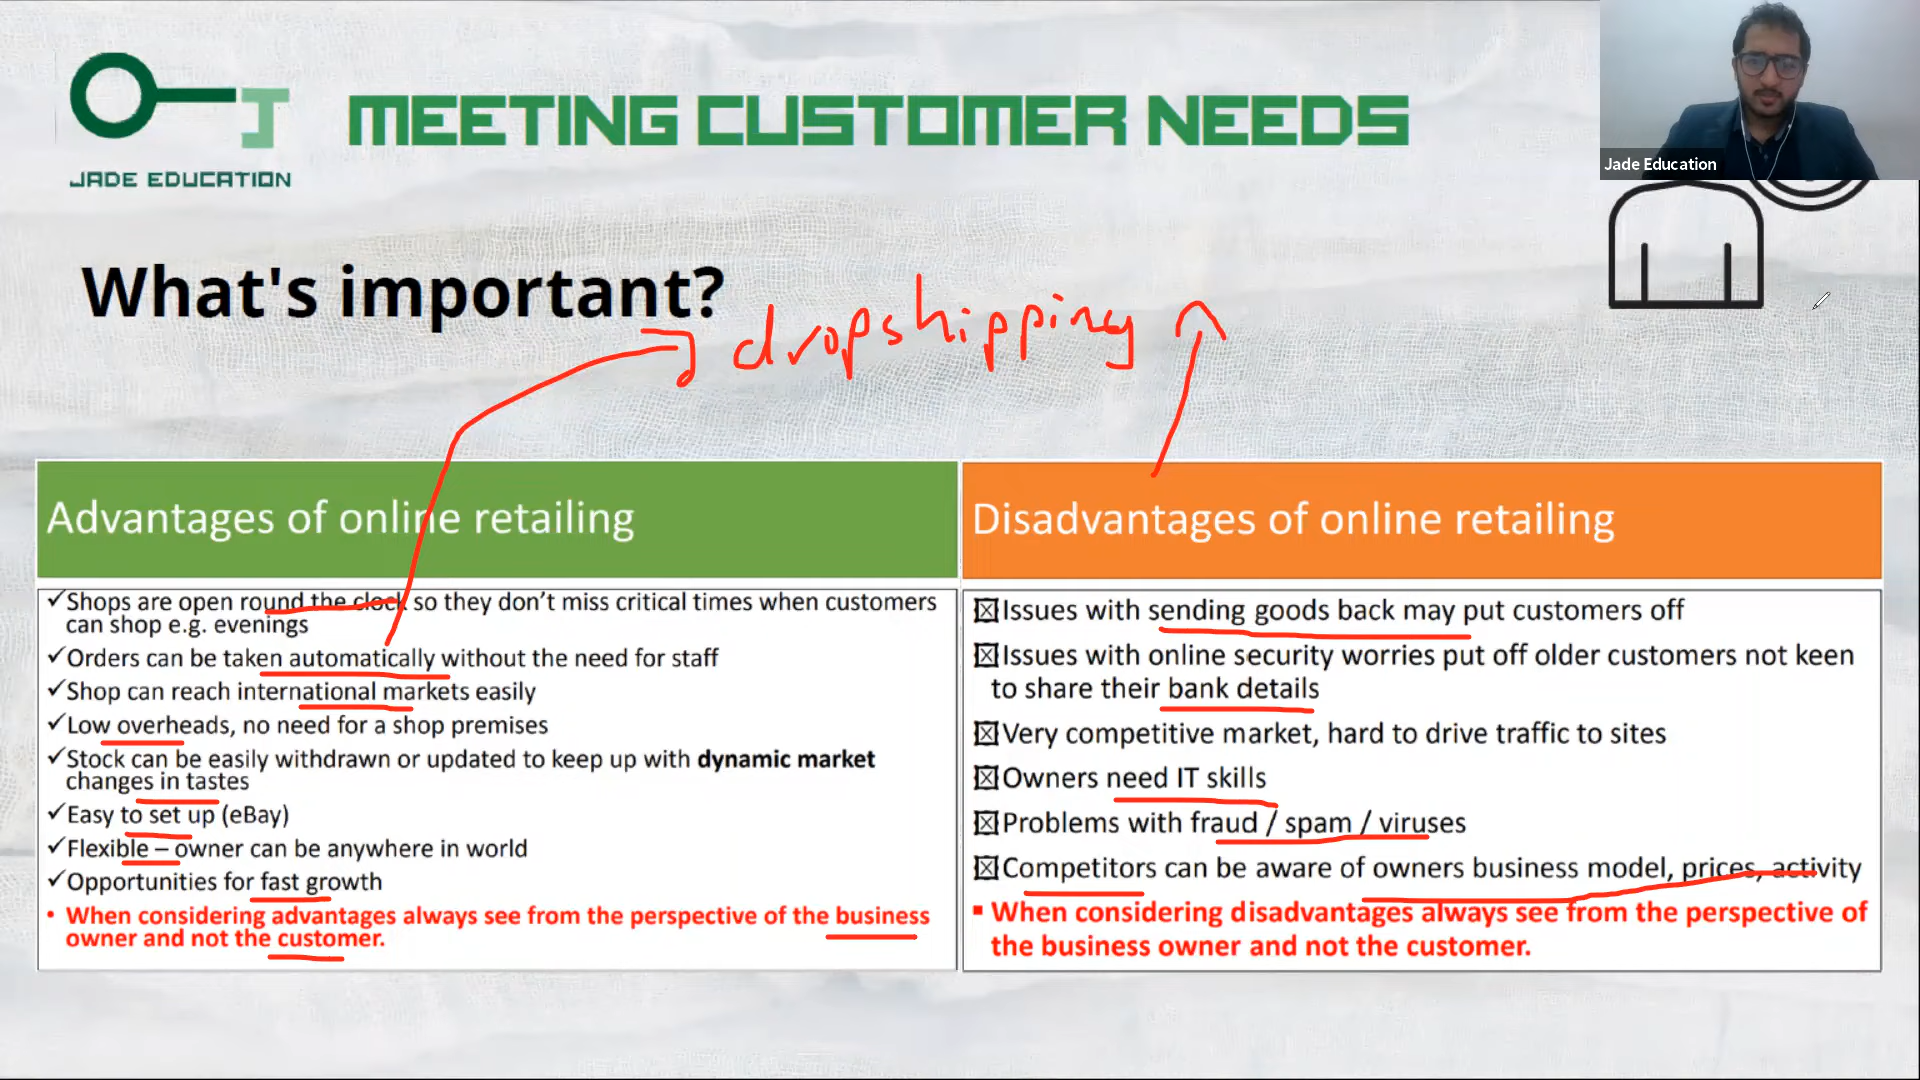 JADE EDUCATION
MEETING CUSTOMER NEEDS
Jade Education
What's important?
dropshipping
Advantages of online retailing
✓Shops are open round the clock so they don't miss critical times when customers
can shop e.g. evenings
✓Orders can be taken automatically without the need for staff
✓Shop can reach international markets easily
✓Low overheads, no need for a shop premises
✓Stock can be easily withdrawn or updated to keep up with dynamic market
changes in tastes
✓Easy to set up (eBay)
✓Flexible – owner can be anywhere in world
✓Opportunities for fast growth
• When considering advantages always see from the perspective of the business
owner and not the customer.
Disadvantages of online retailing
☒Issues with sending goods back may put customers off
☒Issues with online security worries put off older customers not keen
to share their bank details
☒Very competitive market, hard to drive traffic to sites
☒Owners need IT skills
☒Problems with fraud / spam / viruses
☒Competitors can be aware of owners business model, prices, activity
▪ When considering disadvantages always see from the perspective of
the business owner and not the customer.